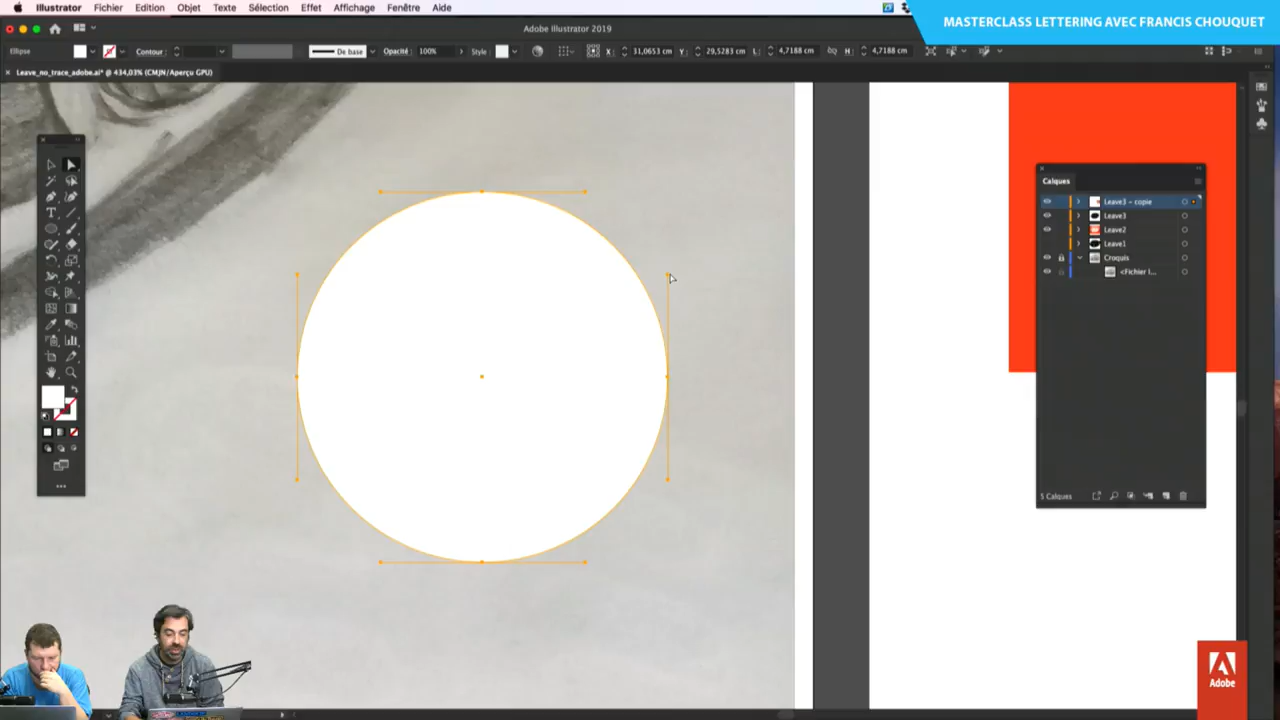 Illustrator Fichier Edition Objet Texte Sélection Effet Affichage Fenêtre Aide
MASTERCLASS LETTERING AVEC FRANCIS CHOUQUET
Adobe Illustrator 2019
Ellipse Contour : De base Opacité : 100% Style : X : 31,0653 cm Y : 29,5283 cm L : 4,7188 cm H : 4,7188 cm
Leave_no_trace_adobe.ai* @ 434,03% (CMJN/Aperçu GPU)
Calques
Leave3 - copie
Leave3
Leave2
Leave1
Croquis
<Fichier l...
5 Calques
Adobe